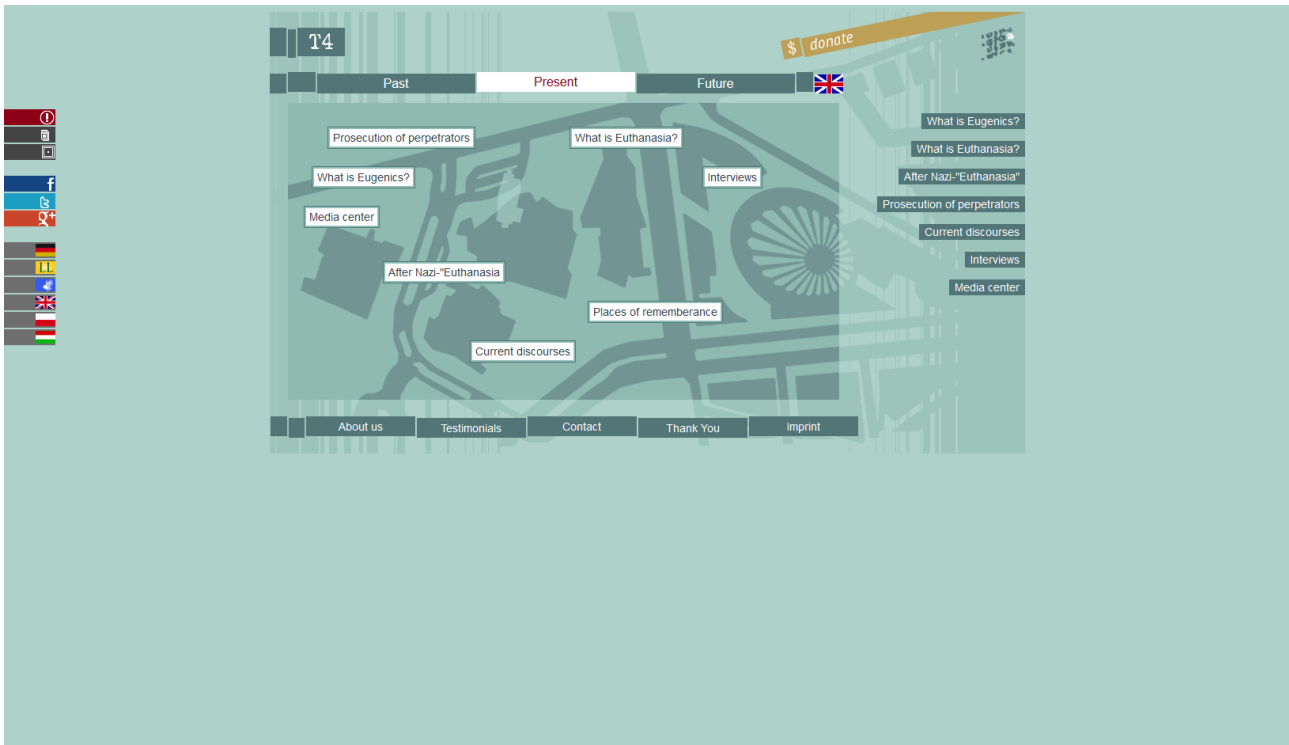 T4
$ donate
Past
Present
Future
Prosecution of perpetrators
What is Euthanasia?
What is Eugenics?
Interviews
Media center
After Nazi-"Euthanasia
Places of rememberance
Current discourses
What is Eugenics?
What is Euthanasia?
After Nazi-"Euthanasia"
Prosecution of perpetrators
Current discourses
Interviews
Media center
f
g+
LL
About us
Testimonials
Contact
Thank You
Imprint